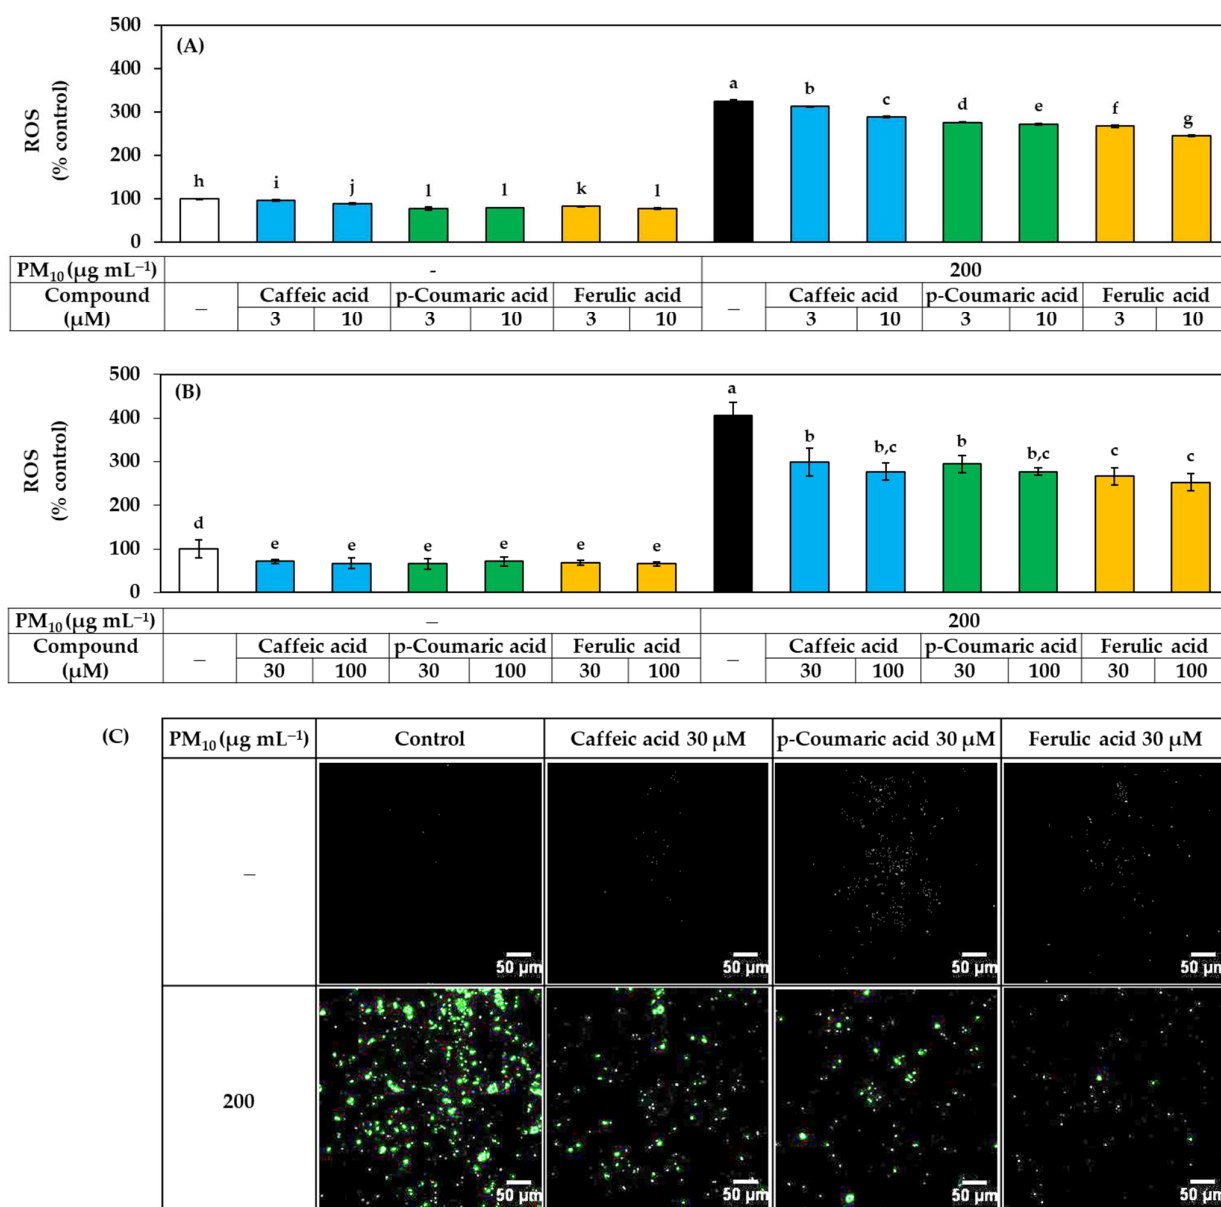 500
(A)
400
a
b
c
d
e
f
g
300
200
h
i
j
l
l
k
l
100
0
ROS
(% control)
PM₁₀ (µg mL⁻¹) - 200
Compound
(µM) – Caffeic acid p-Coumaric acid Ferulic acid – Caffeic acid p-Coumaric acid Ferulic acid
3 10 3 10 3 10 3 10 3 10 3 10
500
(B)
a
400
b
b,c
b
b,c
c
c
300
200
d
e
e
e
e
e
e
100
0
ROS
(% control)
PM₁₀ (µg mL⁻¹) – 200
Compound
(µM) – Caffeic acid p-Coumaric acid Ferulic acid – Caffeic acid p-Coumaric acid Ferulic acid
30 100 30 100 30 100 30 100 30 100 30 100
(C) PM₁₀ (µg mL⁻¹) Control Caffeic acid 30 µM p-Coumaric acid 30 µM Ferulic acid 30 µM
–
50 µm 50 µm 50 µm 50 µm
200
50 µm 50 µm 50 µm 50 µm